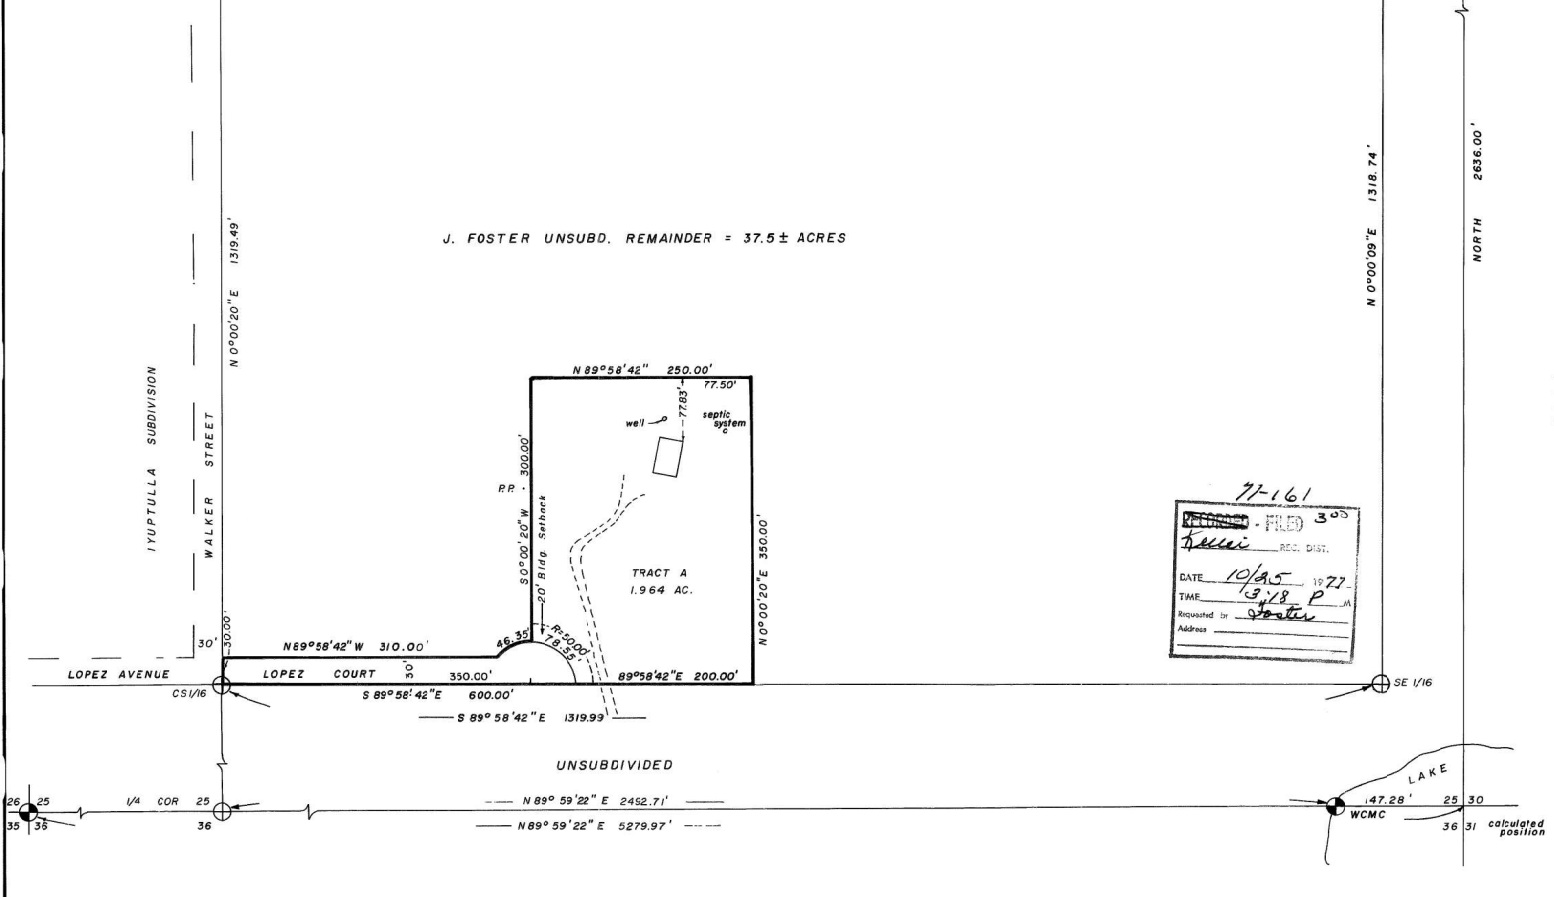 J. FOSTER UNSUBD. REMAINDER = 37.5 ± ACRES
N 0°00'20"E 1319.49'
IYUPTULLA SUBDIVISION
WALKER STREET
N 0°00'09"E 1318.74'
NORTH 2636.00'
N 89°58'42" 250.00'
77.50'
77.83'
well
septic
system
S0°00'20"W 300.00'
P.P.
20' Bldg. Setback
TRACT A
1.964 AC.
N 0°00'20"E 350.00'
46.35'
R=50.00'
78.55'
30'
30.00'
N89°58'42"W 310.00'
LOPEZ AVENUE
LOPEZ COURT
30'
350.00'
89°58'42"E 200.00'
CS1/16
S 89°58'42"E 600.00'
S 89°58'42"E 1319.99
SE 1/16
77-161
RECORDED - FILED 3.00
REC. DIST.
DATE 10/25 1977
TIME 3:18 P M
Requested by Foster
Address
UNSUBDIVIDED
LAKE
26 25
35 36
1/4 COR 25
36
N 89°59'22"E 2492.71'
N 89°59'22"E 5279.97'
WCMC
147.28'
25 30
36 31
calculated
position